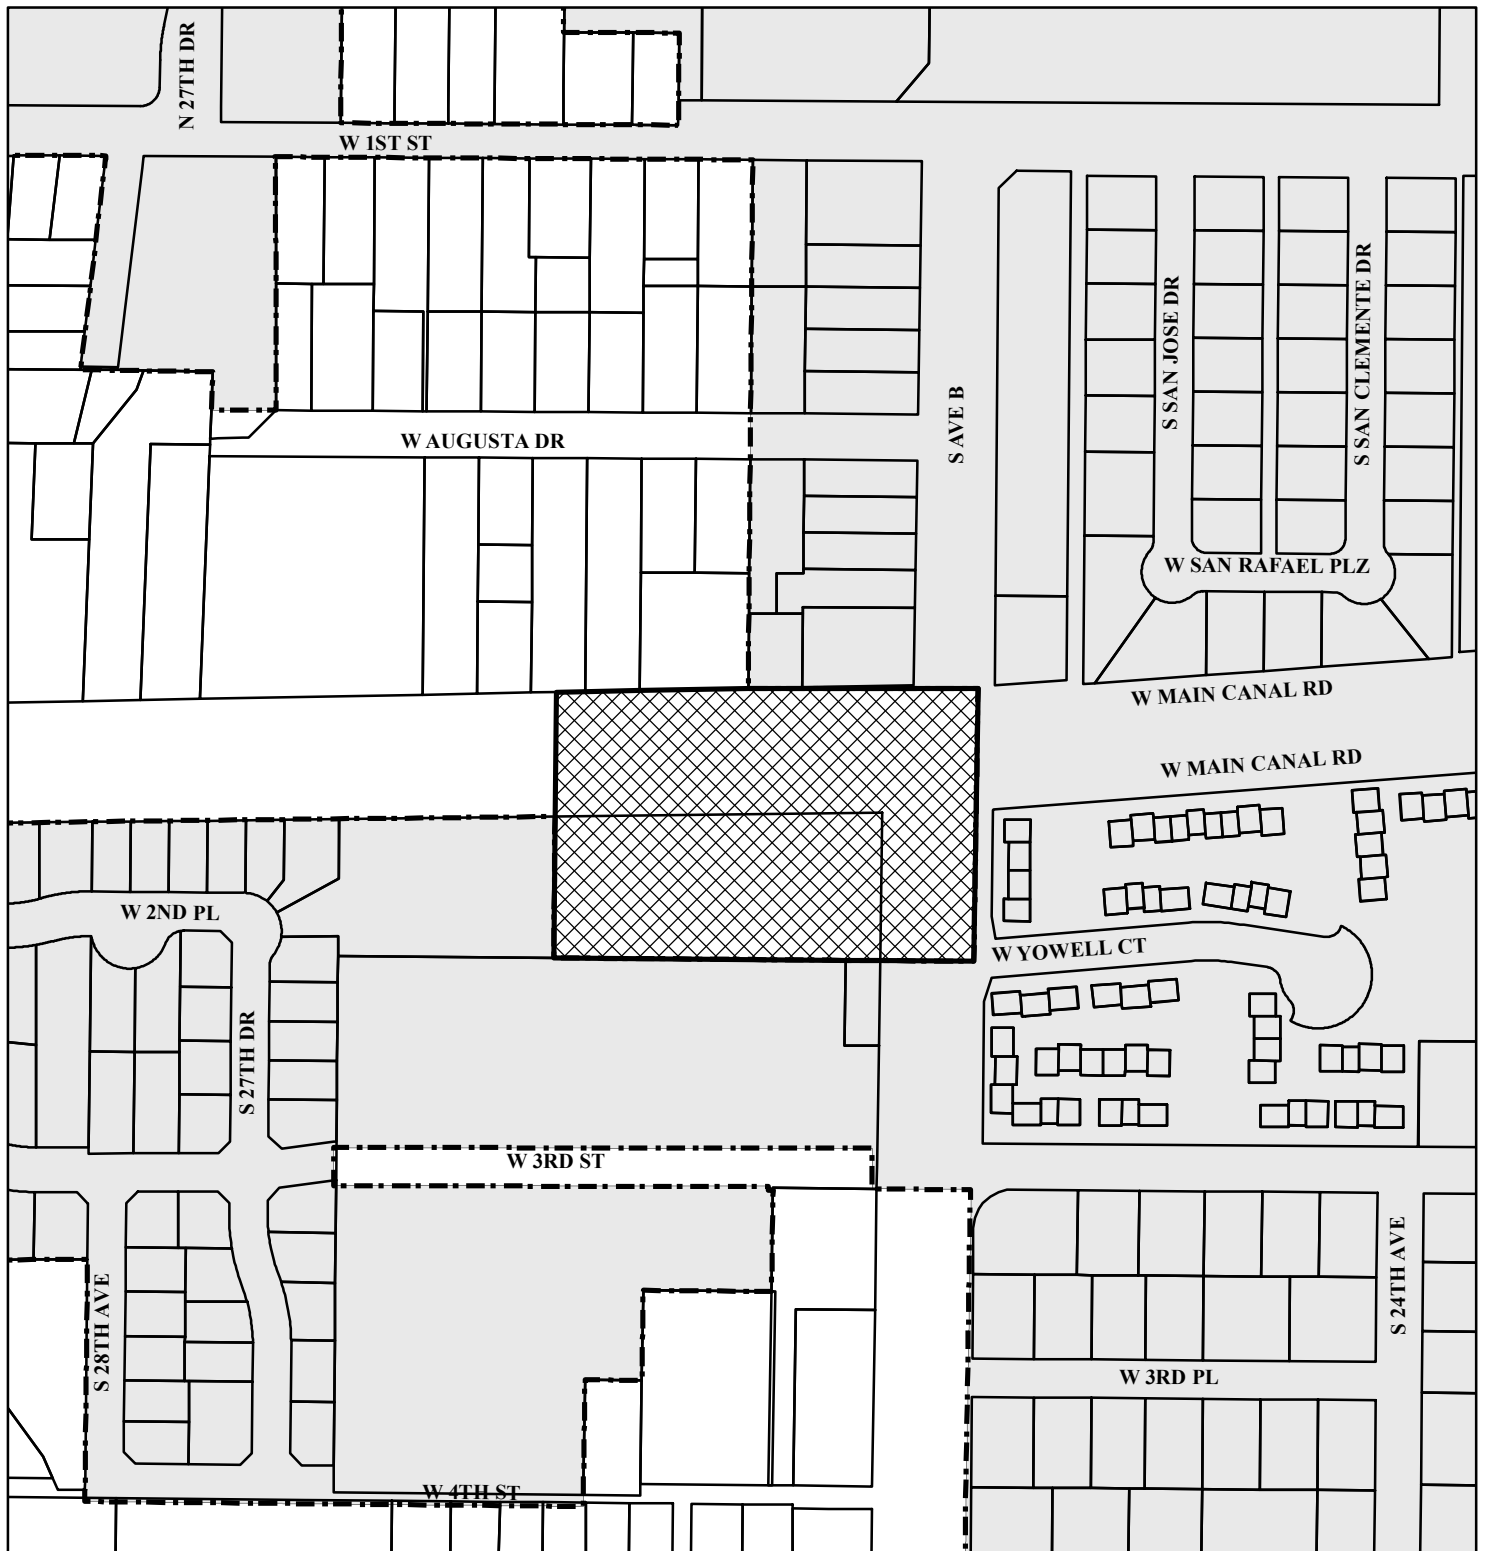 N 27TH DR
W 1ST ST
W AUGUSTA DR
S AVE B
S SAN JOSE DR
S SAN CLEMENTE DR
W SAN RAFAEL PLZ
W MAIN CANAL RD
W MAIN CANAL RD
W 2ND PL
W YOWELL CT
S 27TH DR
W 3RD ST
S 28TH AVE
S 24TH AVE
W 3RD PL
W 4TH ST